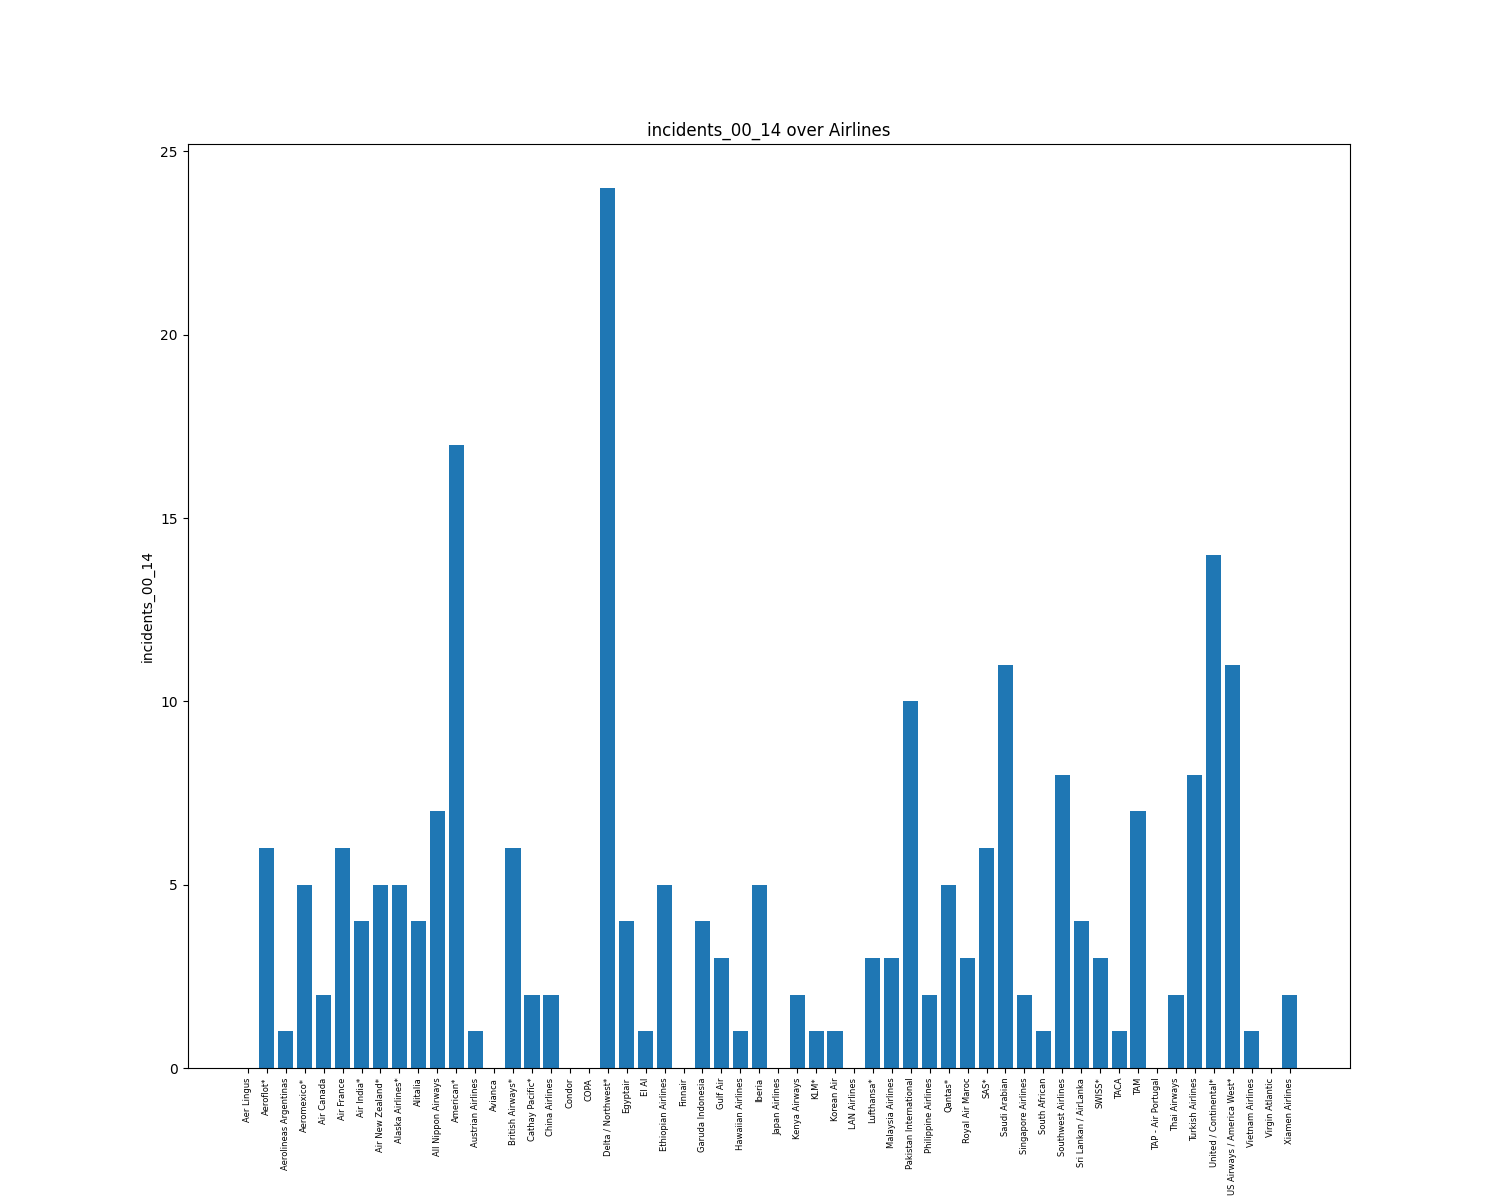 incidents_00_14 over Airlines
25
20
15
10
5
0
incidents_00_14
Aer Lingus
Aeroflot*
Aerolineas Argentinas
Aeromexico*
Air Canada
Air France
Air India*
Air New Zealand*
Alaska Airlines*
Alitalia
All Nippon Airways
American*
Austrian Airlines
Avianca
British Airways*
Cathay Pacific*
China Airlines
Condor
COPA
Delta / Northwest*
Egyptair
El Al
Ethiopian Airlines
Finnair
Garuda Indonesia
Gulf Air
Hawaiian Airlines
Iberia
Japan Airlines
Kenya Airways
KLM*
Korean Air
LAN Airlines
Lufthansa*
Malaysia Airlines
Pakistan International
Philippine Airlines
Qantas*
Royal Air Maroc
SAS*
Saudi Arabian
Singapore Airlines
South African
Southwest Airlines
Sri Lankan / AirLanka
SWISS*
TACA
TAM
TAP - Air Portugal
Thai Airways
Turkish Airlines
United / Continental*
US Airways / America West*
Vietnam Airlines
Virgin Atlantic
Xiamen Airlines